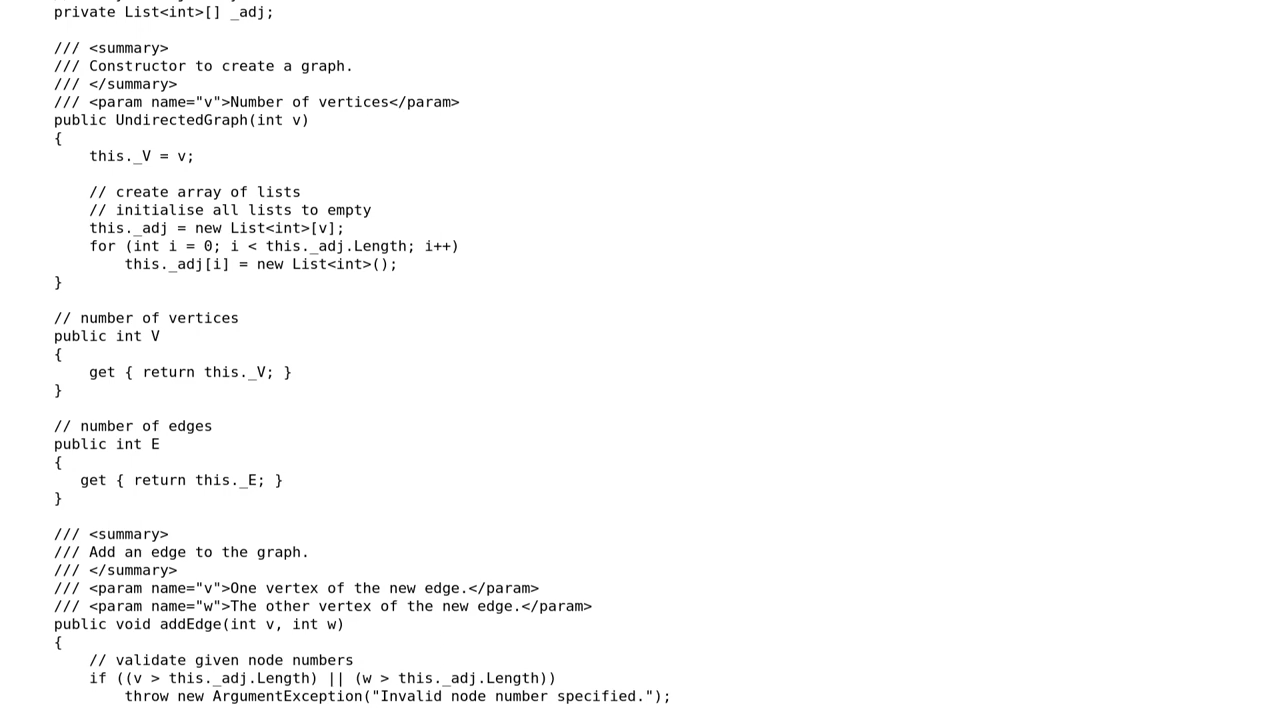 private List<int>[] _adj;
/// <summary>
/// Constructor to create a graph.
/// </summary>
/// <param name="v">Number of vertices</param>
public UndirectedGraph(int v)
{
this._V = v;
// create array of lists
// initialise all lists to empty
this._adj = new List<int>[v];
for (int i = 0; i < this._adj.Length; i++)
this._adj[i] = new List<int>();
}
// number of vertices
public int V
{
get { return this._V; }
}
// number of edges
public int E
{
get { return this._E; }
}
/// <summary>
/// Add an edge to the graph.
/// </summary>
/// <param name="v">One vertex of the new edge.</param>
/// <param name="w">The other vertex of the new edge.</param>
public void addEdge(int v, int w)
{
// validate given node numbers
if ((v > this._adj.Length) || (w > this._adj.Length))
throw new ArgumentException("Invalid node number specified.");